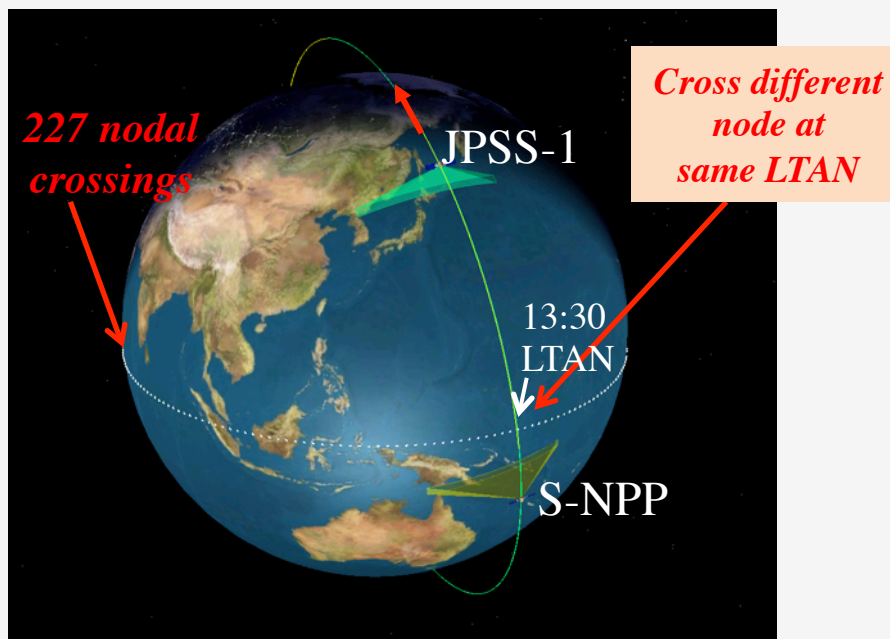 227 nodal
crossings
JPSS-1
Cross different
node at
same LTAN
13:30
LTAN
S-NPP